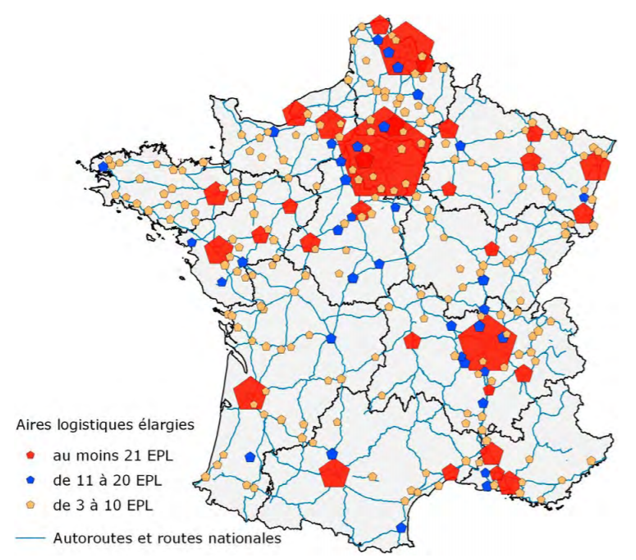 Aires logistiques élargies
au moins 21 EPL
de 11 à 20 EPL
de 3 à 10 EPL
Autoroutes et routes nationales